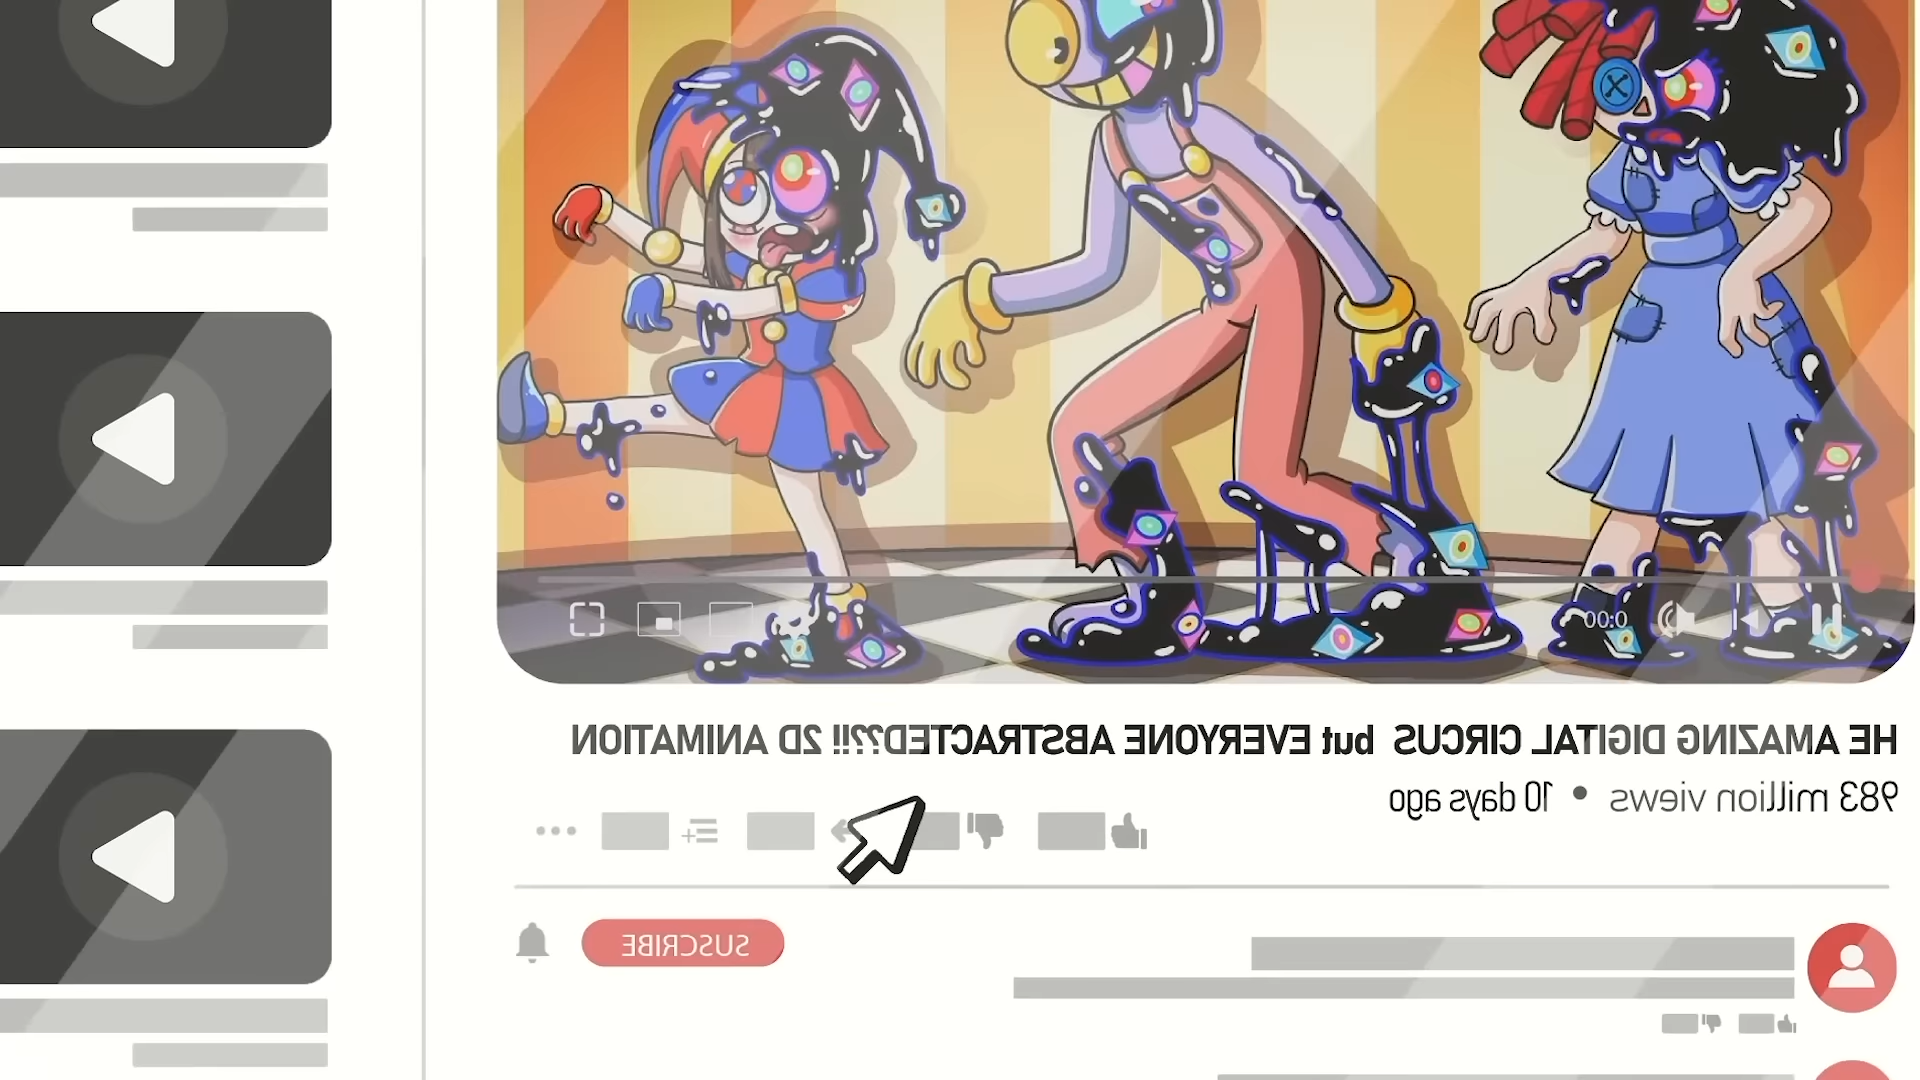 0:00
HE AMAZING DIGITAL CIRCUS but EVERYONE ABSTRACTED??!! 2D ANIMATION
983 million views • 10 days ago
SUSCRIBE